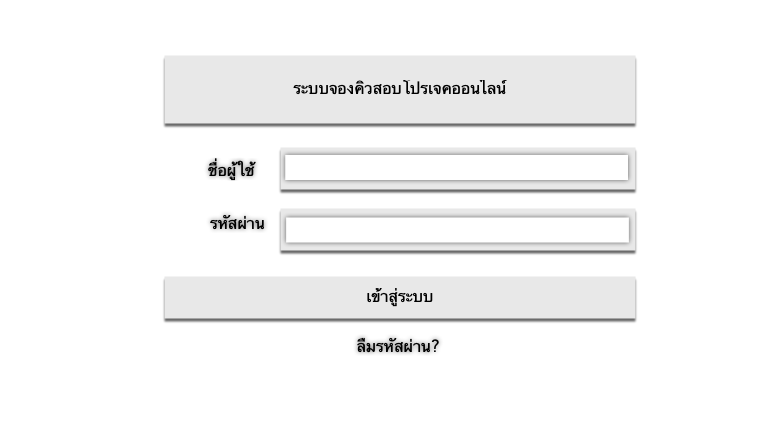 ระบบจองคิวสอบโปรเจคออนไลน์
ชื่อผู้ใช้
รหัสผ่าน
เข้าสู่ระบบ
ลืมรหัสผ่าน?